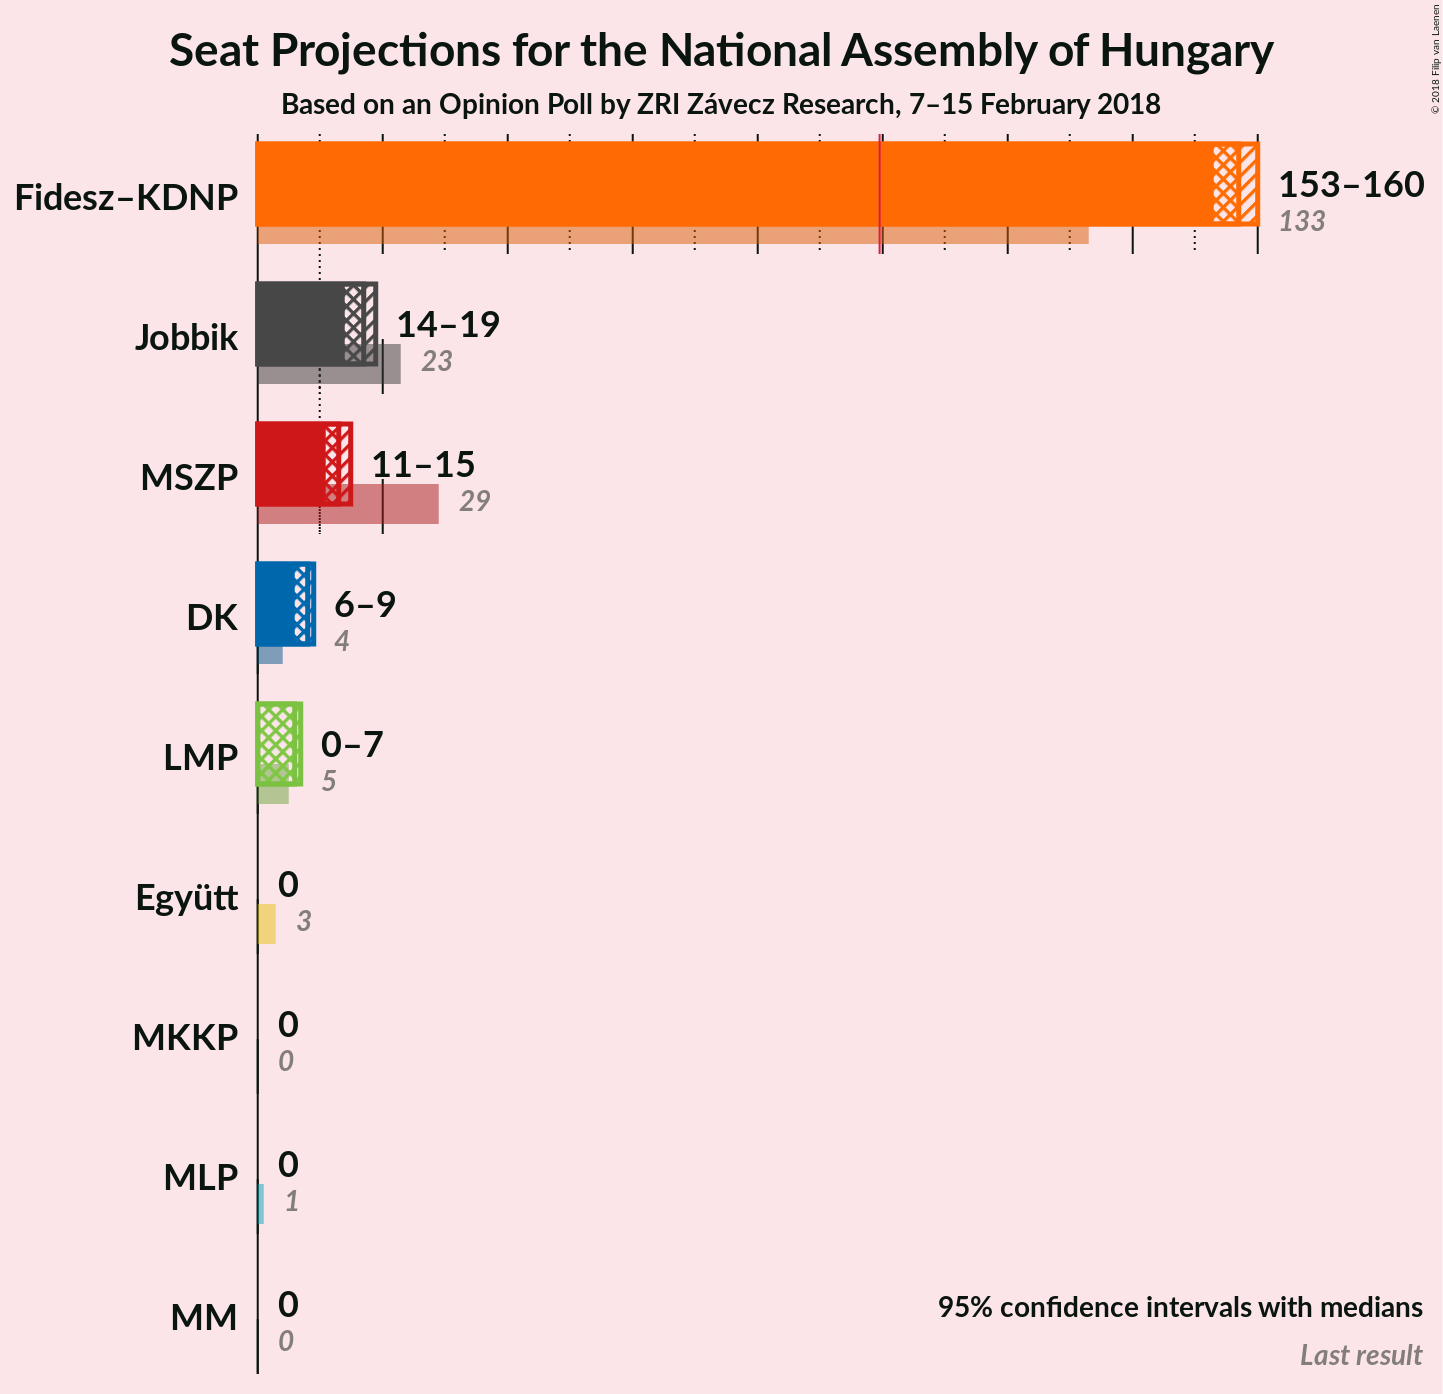 Seat Projections for the National Assembly of Hungary
Based on an Opinion Poll by ZRI Závecz Research, 7–15 February 2018
© 2018 Filip van Laenen
Fidesz–KDNP
153–160
133
Jobbik
14–19
23
MSZP
11–15
29
DK
6–9
4
LMP
0–7
5
Együtt
0
3
MKKP
0
0
MLP
0
1
MM
0
0
95% confidence intervals with medians
Last result